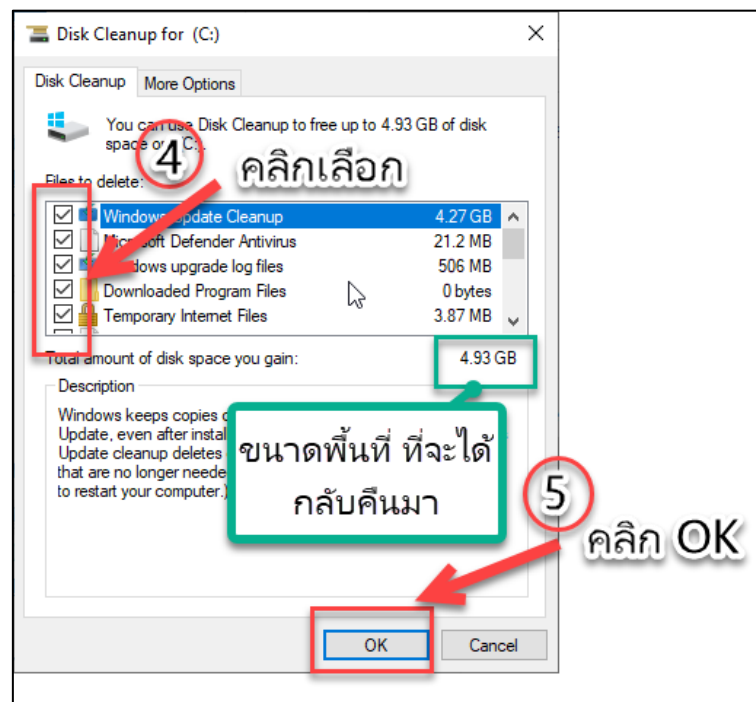 Disk Cleanup for (C:)
Disk Cleanup
More Options
You can use Disk Cleanup to free up to 4.93 GB of disk
space on (C:).
4
คลิกเลือก
Files to delete:
Windows Update Cleanup 4.27 GB
Microsoft Defender Antivirus 21.2 MB
Windows upgrade log files 506 MB
Downloaded Program Files 0 bytes
Temporary Internet Files 3.87 MB
Total amount of disk space you gain: 4.93 GB
Description
Windows keeps copies
Update, even after
Update cleanup deletes
that are no longer
to restart your computer.)
ขนาดพื้นที่ ที่จะได้
กลับคืนมา
5
คลิก OK
OK
Cancel